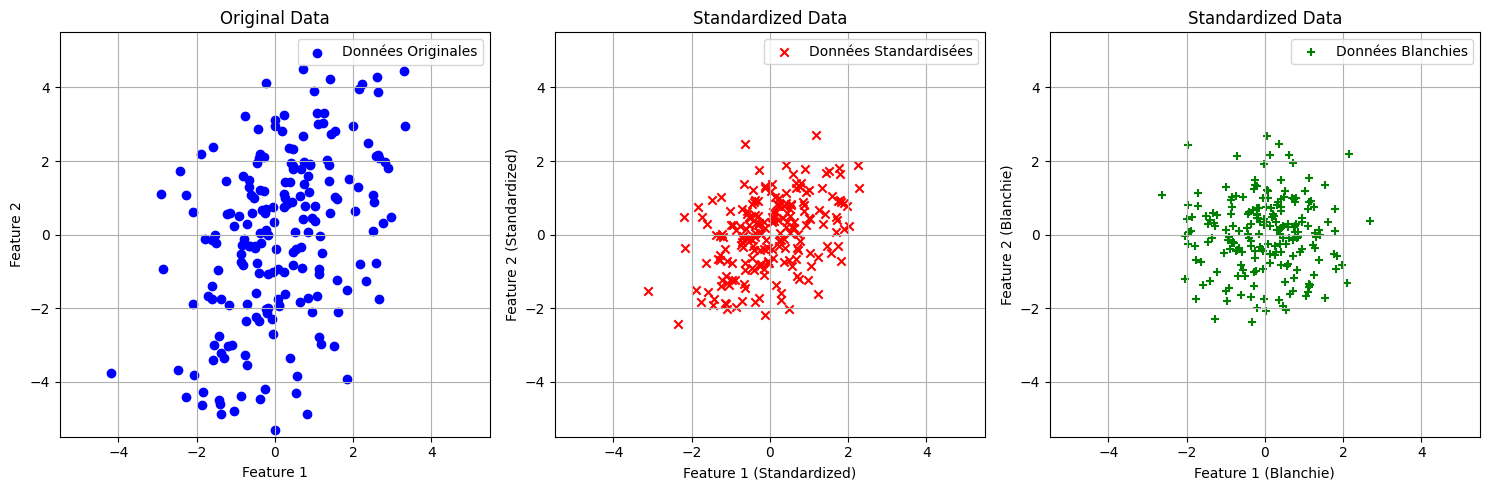 Original Data
Données Originales
Feature 2
4
2
0
−2
−4
−4
−2
0
2
4
Feature 1
Standardized Data
Données Standardisées
Feature 2 (Standardized)
4
2
0
−2
−4
−4
−2
0
2
4
Feature 1 (Standardized)
Standardized Data
Données Blanchies
Feature 2 (Blanchie)
4
2
0
−2
−4
−4
−2
0
2
4
Feature 1 (Blanchie)